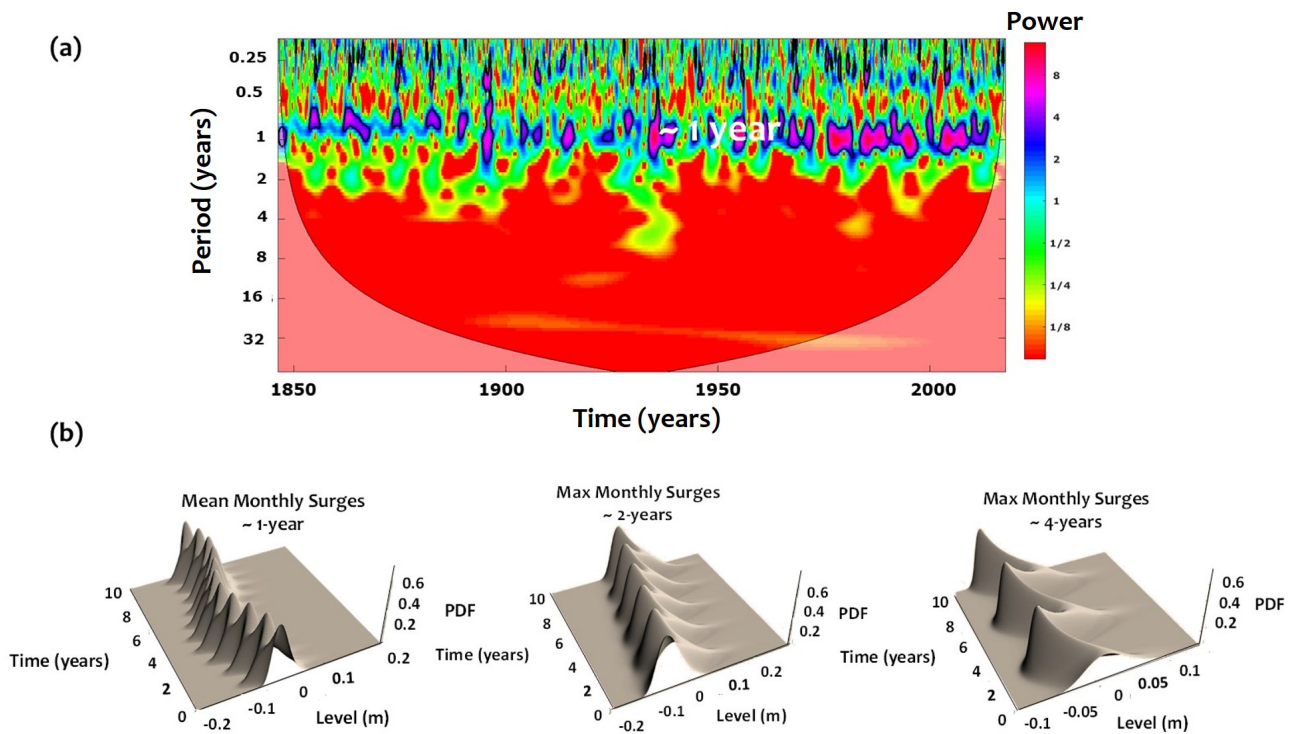 (a)
Power
0.25
0.5
1
2
4
8
16
32
Period (years)
~ 1 year
8
4
2
1
1/2
1/4
1/8
1850
1900
1950
2000
Time (years)
(b)
Mean Monthly Surges
~ 1-year
10
8
6
4
2
0
Time (years)
-0.2
-0.1
0
0.1
0.2
Level (m)
0.6
0.4
0.2
PDF
Max Monthly Surges
~ 2-years
10
8
6
4
2
0
Time (years)
-0.2
-0.1
0
0.1
0.2
Level (m)
0.6
0.4
0.2
PDF
Max Monthly Surges
~ 4-years
10
8
6
4
2
0
Time (years)
-0.1
-0.05
0
0.05
0.1
Level (m)
0.6
0.4
0.2
PDF